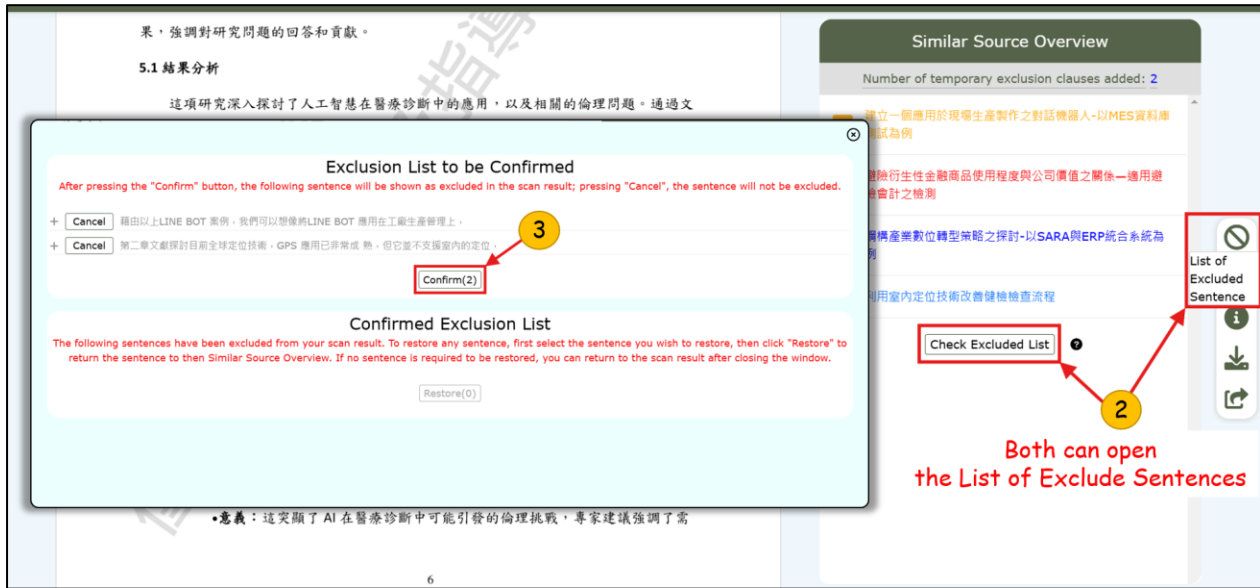 果，強調對研究問題的回答和貢獻。
5.1 結果分析
這項研究深入探討了人工智慧在醫療診斷中的應用，以及相關的倫理問題。通過文
指導
Exclusion List to be Confirmed
After pressing the "Confirm" button, the following sentence will be shown as excluded in the scan result; pressing "Cancel", the sentence will not be excluded.
+ Cancel 藉由以上LINE BOT 案例，我們可以想像將LINE BOT 應用在工廠生產管理上，
+ Cancel 第二章文獻探討目前全球定位技術，GPS 應用已非常成 熟，但它並不支援室內的定位，
3
Confirm(2)
Confirmed Exclusion List
The following sentences have been excluded from your scan result. To restore any sentence, first select the sentence you wish to restore, then click "Restore" to
return the sentence to then Similar Source Overview. If no sentence is required to be restored, you can return to the scan result after closing the window.
Restore(0)
•意義：這突顯了 AI 在醫療診斷中可能引發的倫理挑戰，專家建議強調了需
6
Similar Source Overview
Number of temporary exclusion clauses added: 2
建立一個應用於現場生產製作之對話機器人-以MES資料庫
試為例
避險衍生性金融商品使用程度與公司價值之關係—適用避
會計之檢測
構產業數位轉型策略之探討-以SARA與ERP統合系統為
利用室內定位技術改善健檢檢查流程
Check Excluded List
List of
Excluded
Sentence
2
Both can open
the List of Exclude Sentences